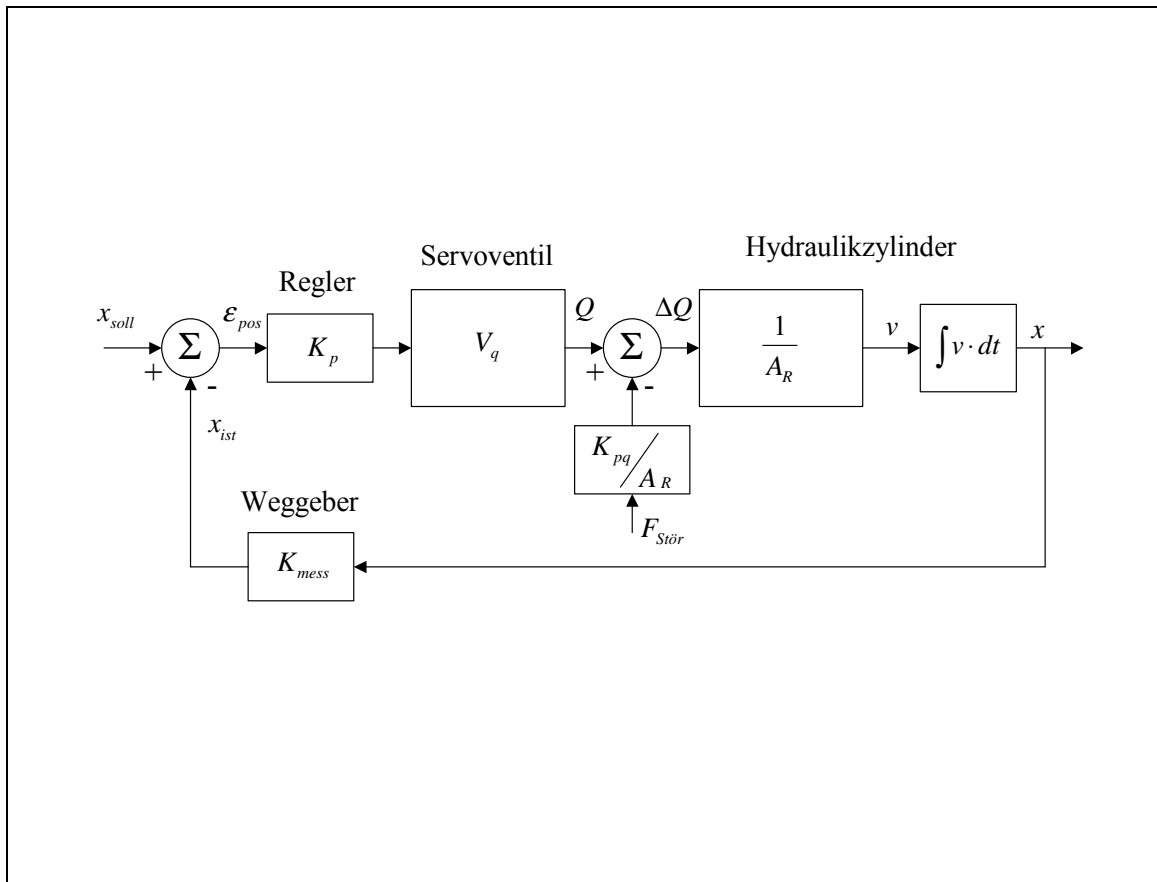 Hydraulikzylinder
Servoventil
Regler
x_soll
ε_pos
Q
ΔQ
v
x
Σ
K_p
V_q
Σ
1/A_R
∫v·dt
+
-
+
-
x_ist
K_pq/A_R
Weggeber
F_Stör
K_mess